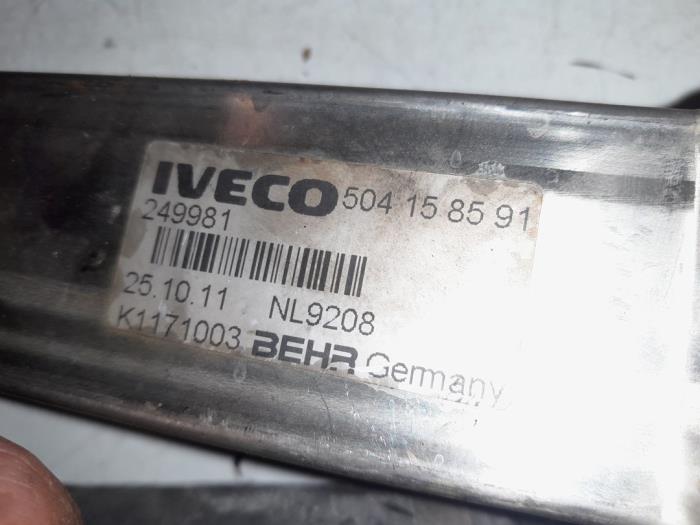 IVECO 504 15 85 91
249981
25.10.11 NL9208
K1171003 BEHR Germany